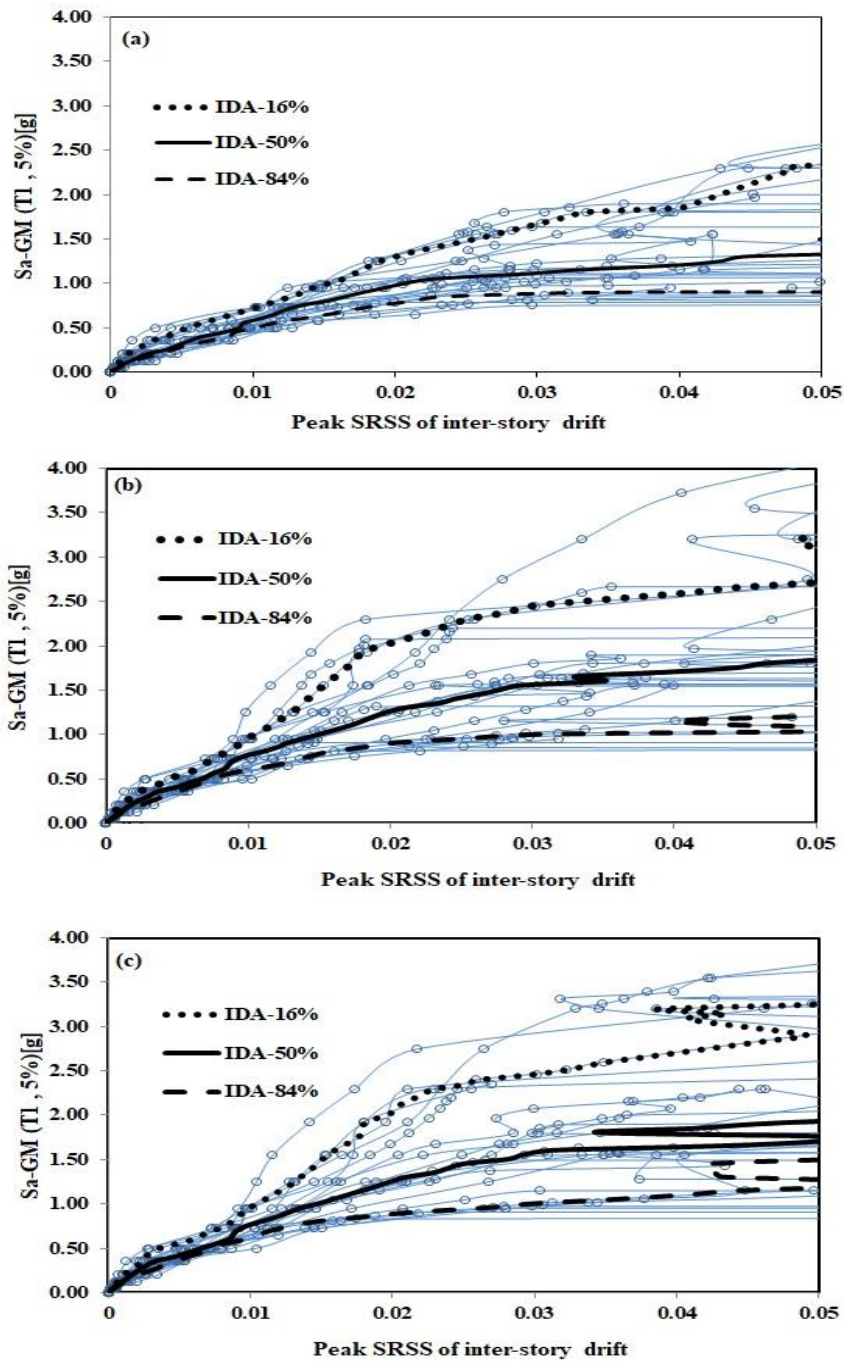 4.00
(a)
3.50
3.00
IDA-16%
2.50
IDA-50%
2.00
IDA-84%
1.50
1.00
0.50
0.00
Sa-GM (T1 , 5%)[g]
0 0.01 0.02 0.03 0.04 0.05
Peak SRSS of inter-story drift
4.00
(b)
3.50
IDA-16%
3.00
IDA-50%
2.50
IDA-84%
2.00
1.50
1.00
0.50
0.00
Sa-GM (T1 , 5%)[g]
0 0.01 0.02 0.03 0.04 0.05
Peak SRSS of inter-story drift
4.00
(c)
3.50
IDA-16%
3.00
IDA-50%
2.50
IDA-84%
2.00
1.50
1.00
0.50
0.00
Sa-GM (T1 , 5%)[g]
0 0.01 0.02 0.03 0.04 0.05
Peak SRSS of inter-story drift